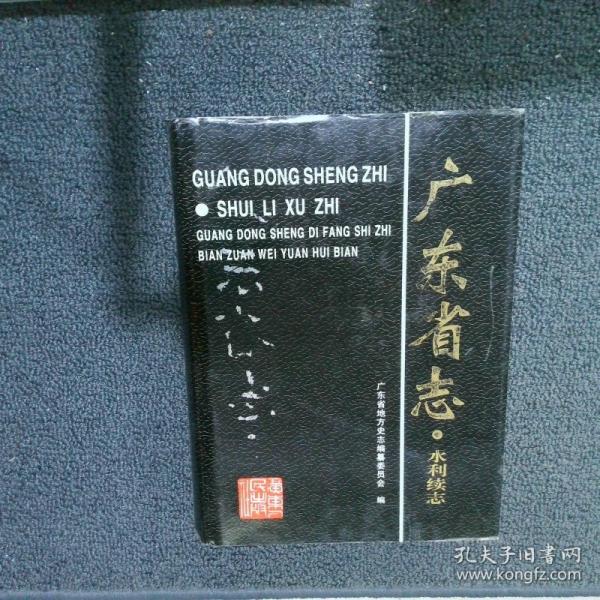 GUANG DONG SHENG ZHI
● SHUI LI XU ZHI
GUANG DONG SHENG DI FANG SHI ZHI
BIAN ZUAN WEI YUAN HUI BIAN
广东省志·水利续志
广东省地方史志编纂委员会 编
孔夫子旧书网
www.kongfz.com